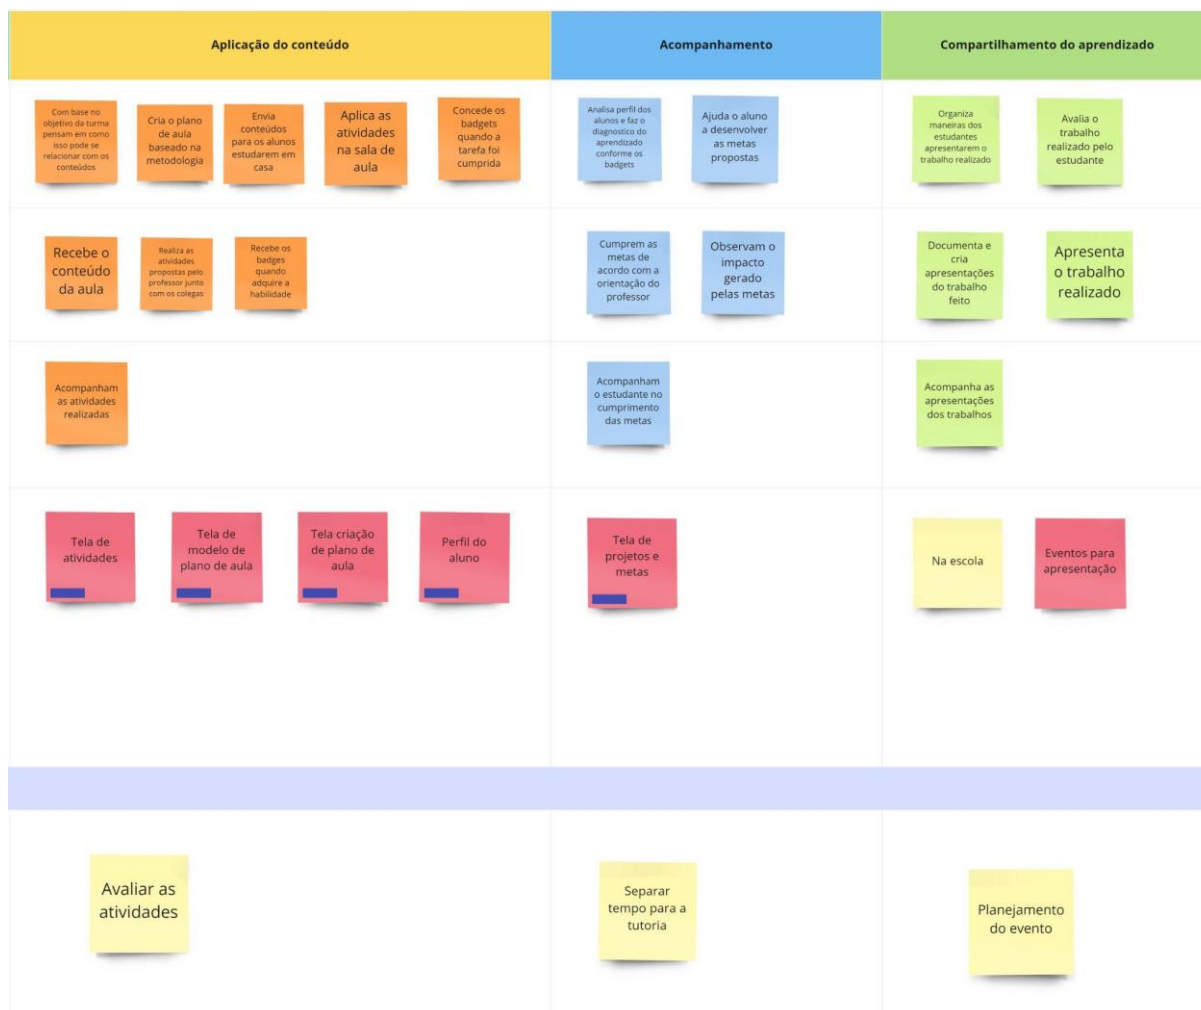 Aplicação do conteúdo
Acompanhamento
Compartilhamento do aprendizado
Com base no
objetivo da turma
pensam em como
isso pode se
relacionar com os
conteúdos
Cria o plano
de aula
baseado na
metodologia
Envia
conteúdos
para os alunos
estudarem em
casa
Aplica as
atividades
na sala de
aula
Concede os
badgets
quando a
tarefa foi
cumprida
Analisa perfil dos
alunos e faz o
diagnostico do
aprendizado
conforme os
badgets
Ajuda o aluno
a desenvolver
as metas
propostas
Organiza
maneiras dos
estudantes
apresentarem o
trabalho realizado
Avalia o
trabalho
realizado pelo
estudante
Recebe o
conteúdo
da aula
Realiza as
atividades
propostas pelo
professor junto
com os colegas
Recebe os
badges
quando
adquire a
habilidade
Cumprem as
metas de
acordo com a
orientação do
professor
Observam o
impacto
gerado
pelas metas
Documenta e
cria
apresentações
do trabalho
feito
Apresenta
o trabalho
realizado
Acompanham
as atividades
realizadas
Acompanham
o estudante no
cumprimento
das metas
Acompanha as
apresentações
dos trabalhos
Tela de
atividades
Tela de
modelo de
plano de aula
Tela criação
de plano de
aula
Perfil do
aluno
Tela de
projetos e
metas
Na escola
Eventos para
apresentação
Avaliar as
atividades
Separar
tempo para a
tutoria
Planejamento
do evento